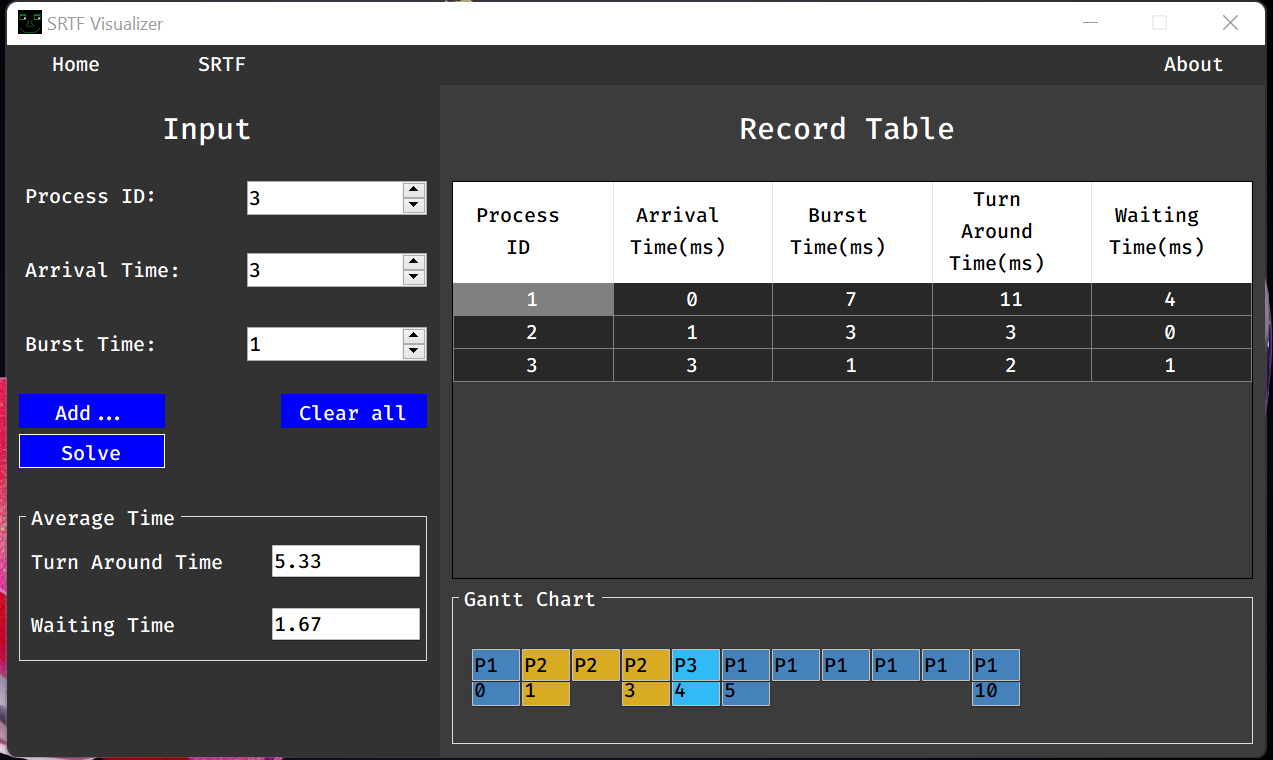 SRTF Visualizer
Home SRTF About
Input
Process ID: 3
Arrival Time: 3
Burst Time: 1
Add... Clear all
Solve
Average Time
Turn Around Time 5.33
Waiting Time 1.67
Record Table
Process ID Arrival Time(ms) Burst Time(ms) Turn Around Time(ms) Waiting Time(ms)
1 0 7 11 4
2 1 3 3 0
3 3 1 2 1
Gantt Chart
P1 P2 P2 P2 P3 P1 P1 P1 P1 P1 P1
0 1 3 4 5 10